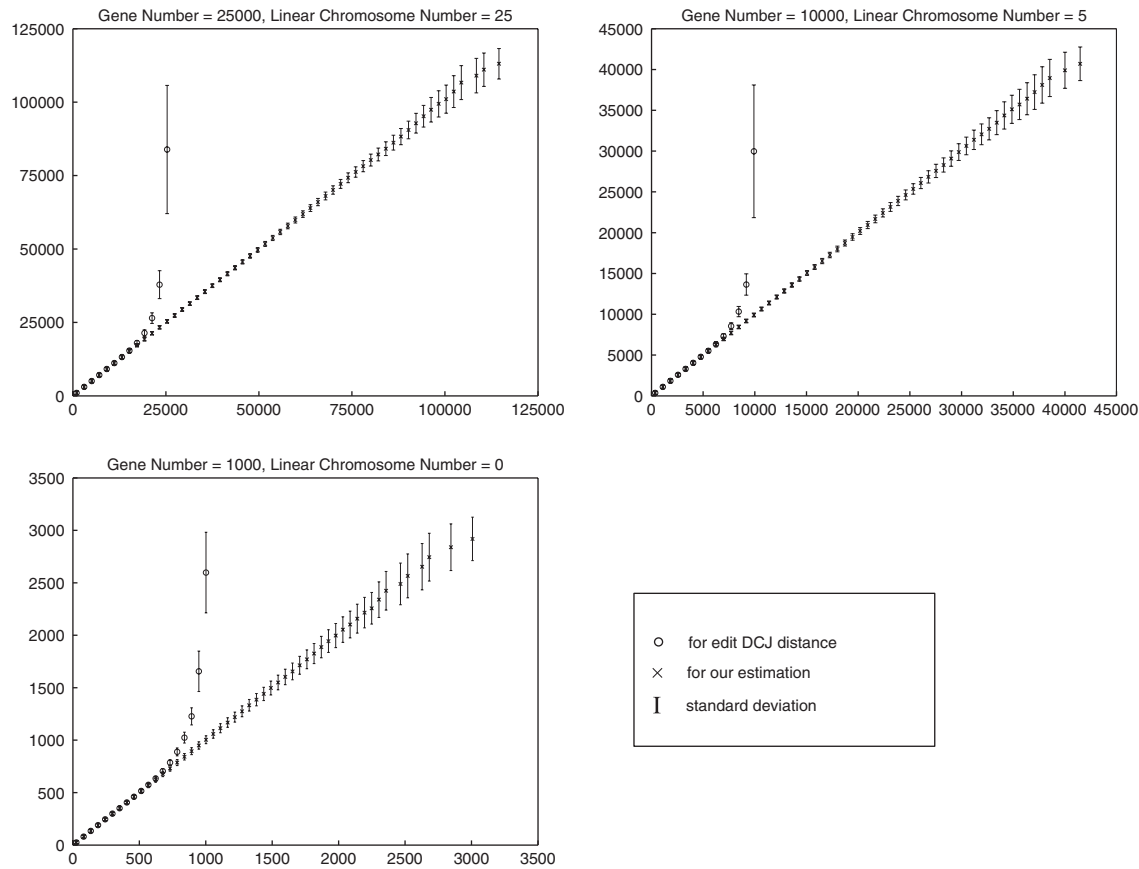 Gene Number = 25000, Linear Chromosome Number = 25
125000
100000
75000
50000
25000
0
0 25000 50000 75000 100000 125000
Gene Number = 10000, Linear Chromosome Number = 5
45000
40000
35000
30000
25000
20000
15000
10000
5000
0
0 5000 10000 15000 20000 25000 30000 35000 40000 45000
Gene Number = 1000, Linear Chromosome Number = 0
3500
3000
2500
2000
1500
1000
500
0
0 500 1000 1500 2000 2500 3000 3500
for edit DCJ distance
for our estimation
standard deviation